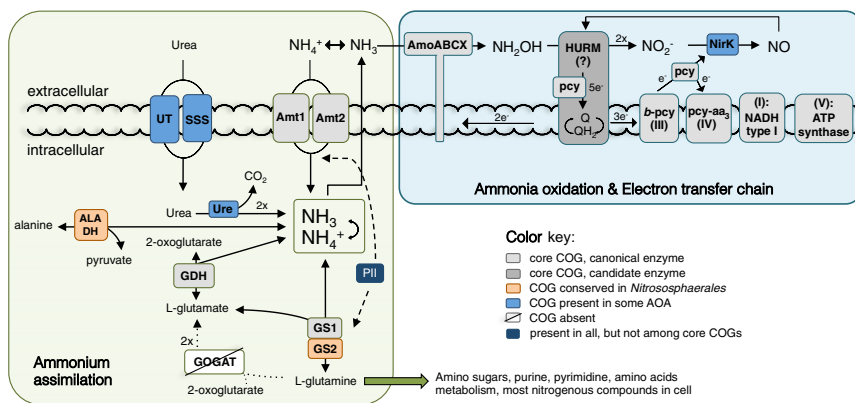 Urea
NH₄⁺
NH₃
AmoABCX
NH₂OH
HURM
(?)
2x
NO₂⁻
NirK
NO
pcy
5e⁻
e⁻
pcy
e⁻
extracellular
intracellular
UT
SSS
Amt1
Amt2
2e⁻
Q
QH₂
3e⁻
b-pcy
(III)
pcy-aa₃
(IV)
(I):
NADH
type I
(V):
ATP
synthase
Ammonia oxidation & Electron transfer chain
CO₂
Urea
Ure
2x
NH₃
NH₄⁺
alanine
ALA
DH
pyruvate
2-oxoglutarate
GDH
L-glutamate
PII
GS1
GS2
2x
GOGAT
2-oxoglutarate
L-glutamine
Ammonium
assimilation
Amino sugars, purine, pyrimidine, amino acids
metabolism, most nitrogenous compounds in cell
Color key:
core COG, canonical enzyme
core COG, candidate enzyme
COG conserved in Nitrososphaerales
COG present in some AOA
COG absent
present in all, but not among core COGs